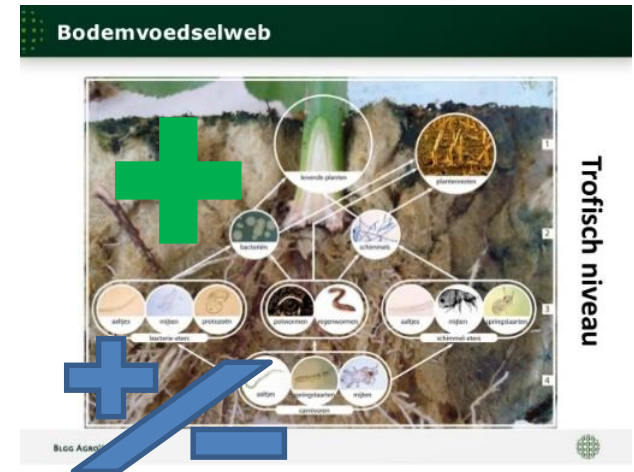 Bodemvoedselweb
levende planten
plantenresten
1
Trofisch niveau
bacteriën
schimmels
2
aaltjes
mijten
protozoën
potwormen
regenwormen
aaltjes
mijten
springstaarten
3
bacterie-eters
schimmel-eters
aaltjes
springstaarten
mijten
4
carnivoren
BLGG